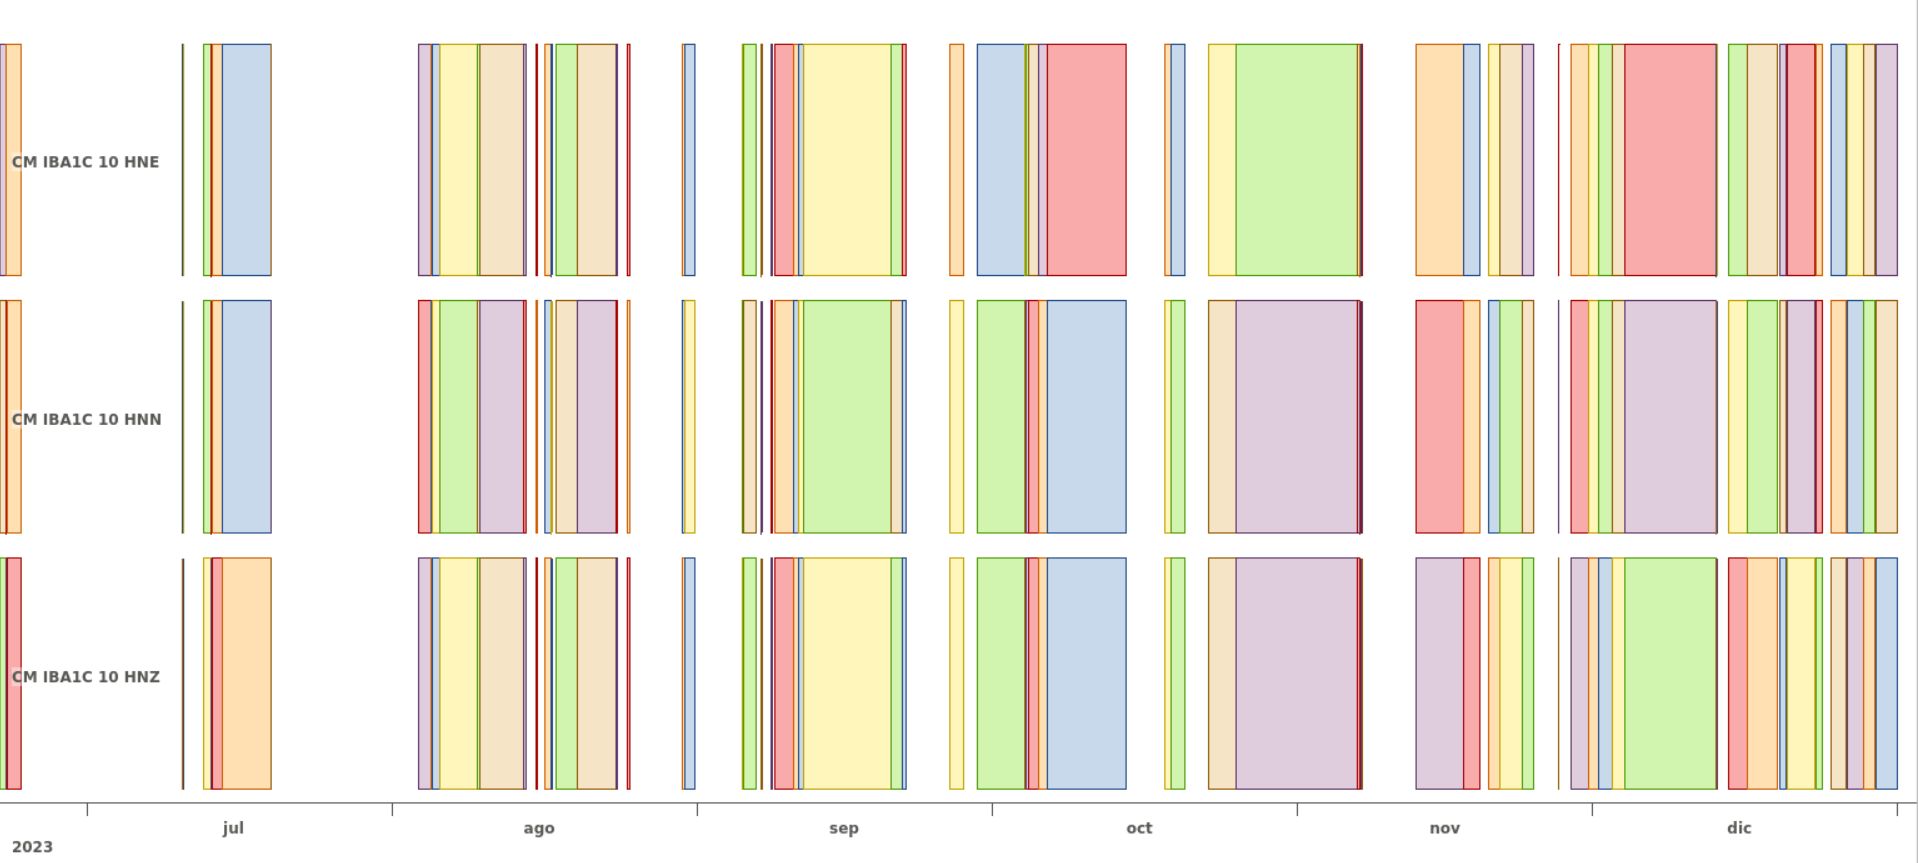 CM IBA1C 10 HNE
CM IBA1C 10 HNN
CM IBA1C 10 HNZ
jul ago sep oct nov dic
2023